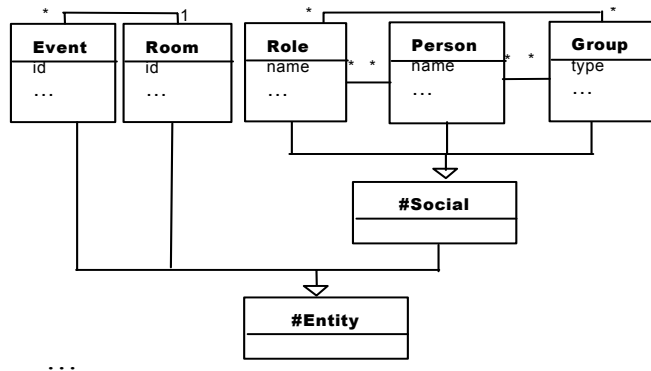 * 1 * *
Event Room Role Person Group
id id name * * name * * type
... ... ... ... ...
#Social
#Entity
...